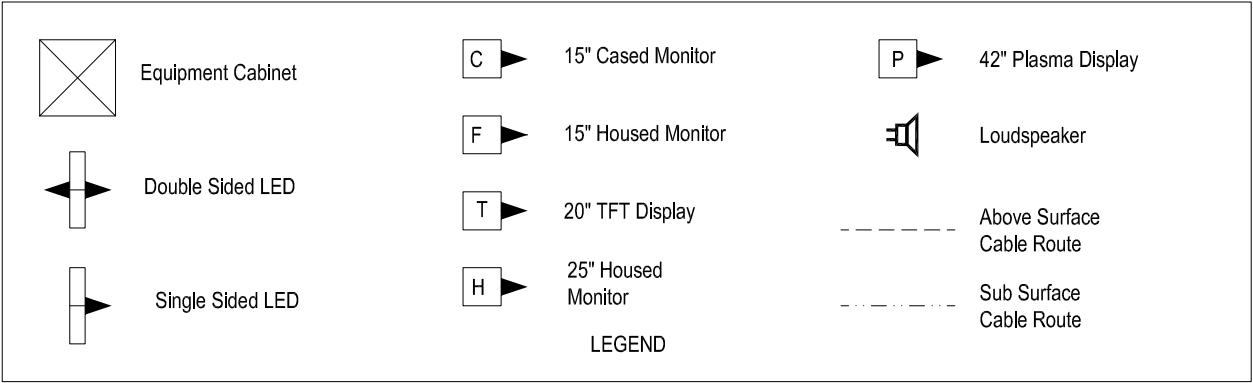 Equipment Cabinet
Double Sided LED
Single Sided LED
C
15" Cased Monitor
F
15" Housed Monitor
T
20" TFT Display
H
25" Housed
Monitor
LEGEND
P
42" Plasma Display
Loudspeaker
Above Surface
Cable Route
Sub Surface
Cable Route